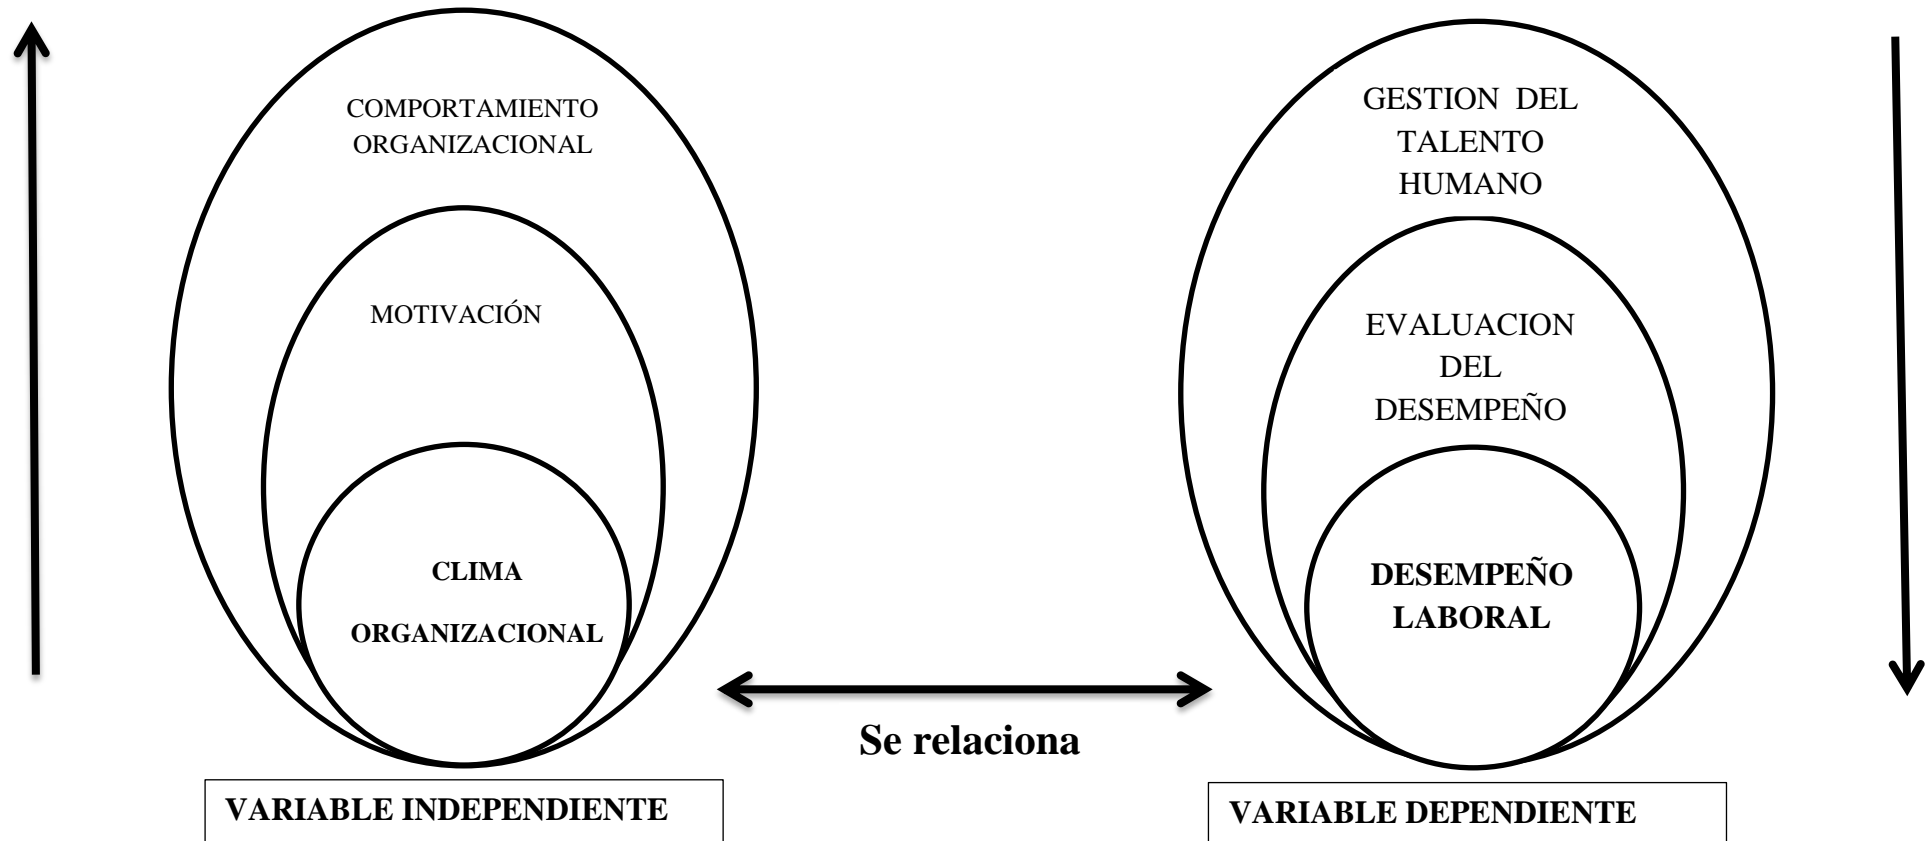 COMPORTAMIENTO
ORGANIZACIONAL
MOTIVACIÓN
CLIMA
ORGANIZACIONAL
VARIABLE INDEPENDIENTE
Se relaciona
GESTION DEL
TALENTO
HUMANO
EVALUACION
DEL
DESEMPEÑO
DESEMPEÑO
LABORAL
VARIABLE DEPENDIENTE